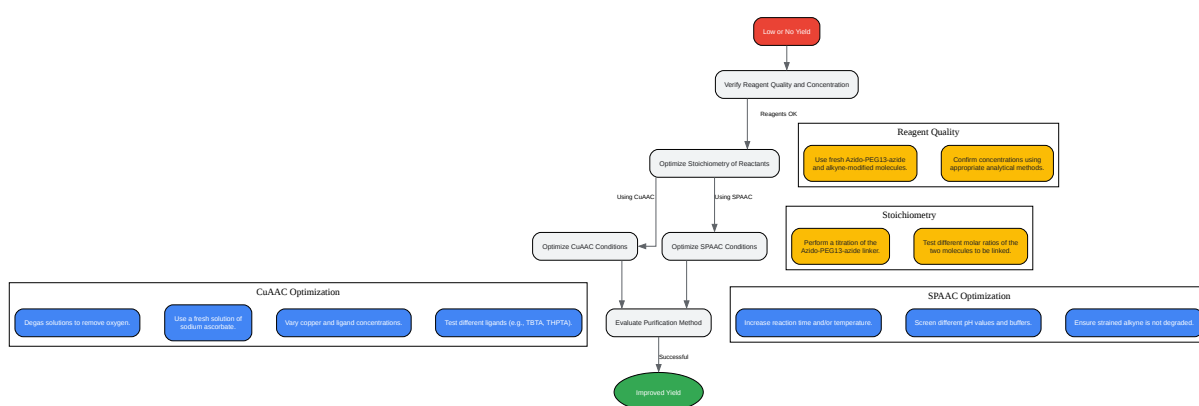 Low or No Yield
Verify Reagent Quality and Concentration
Reagents OK
Reagent Quality
Use fresh Azido-PEG13-azide
and alkyne-modified molecules.
Confirm concentrations using
appropriate analytical methods.
Optimize Stoichiometry of Reactants
Using CuAAC
Using SPAAC
Stoichiometry
Perform a titration of the
Azido-PEG13-azide linker.
Test different molar ratios of the
two molecules to be linked.
Optimize CuAAC Conditions
Optimize SPAAC Conditions
CuAAC Optimization
Degas solutions to remove oxygen.
Use a fresh solution of
sodium ascorbate.
Vary copper and ligand concentrations.
Test different ligands (e.g., TBTA, THPTA).
Evaluate Purification Method
SPAAC Optimization
Increase reaction time and/or temperature.
Screen different pH values and buffers.
Ensure strained alkyne is not degraded.
Successful
Improved Yield